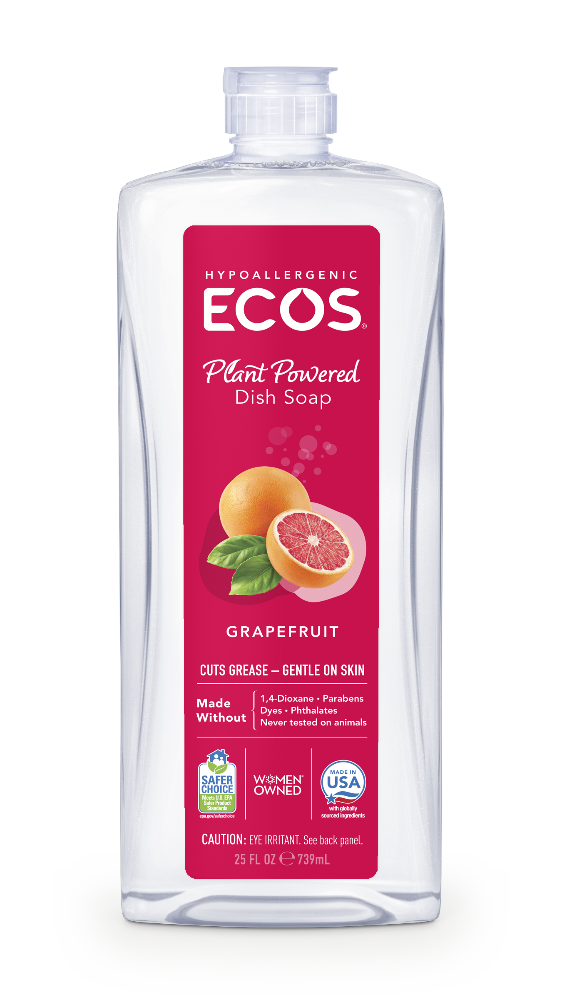 HYPOALLERGENIC
ECOS®
Plant Powered
Dish Soap
GRAPEFRUIT
CUTS GREASE – GENTLE ON SKIN
Made
Without
1,4-Dioxane • Parabens
Dyes • Phthalates
Never tested on animals
SAFER
CHOICE
Meets U.S. EPA
Safer Product
Standards
epa.gov/saferchoice
WOMEN®
OWNED
MADE IN
USA
with globally
sourced ingredients
CAUTION: EYE IRRITANT. See back panel.
25 FL OZ ℮ 739mL